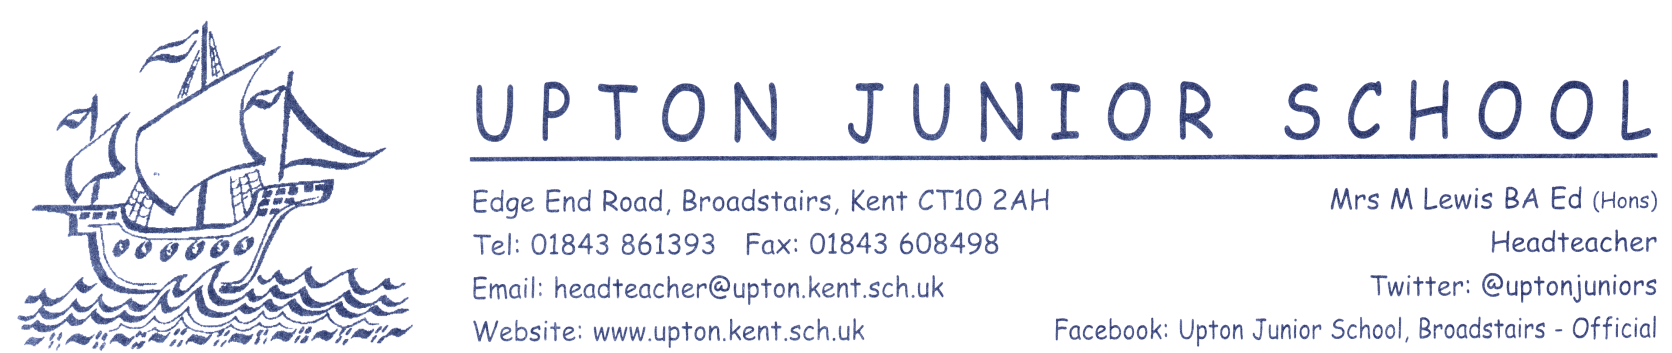 UPTON JUNIOR SCHOOL
Edge End Road, Broadstairs, Kent CT10 2AH
Mrs M Lewis BA Ed (Hons)
Tel: 01843 861393 Fax: 01843 608498
Headteacher
Email: headteacher@upton.kent.sch.uk
Twitter: @uptonjuniors
Website: www.upton.kent.sch.uk
Facebook: Upton Junior School, Broadstairs - Official